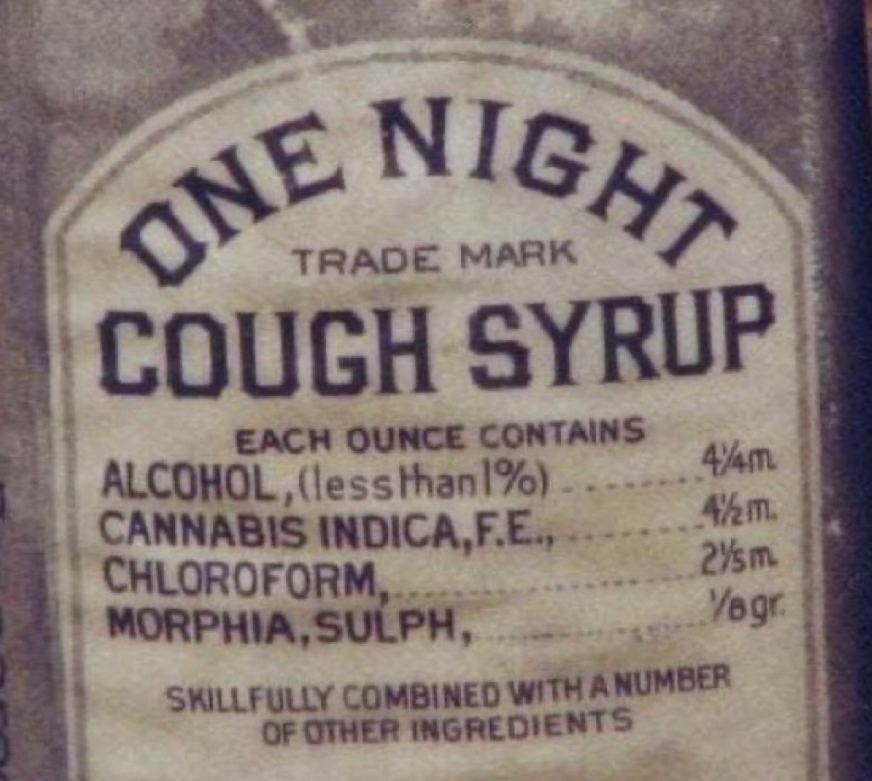 ONE NIGHT
TRADE MARK
COUGH SYRUP
EACH OUNCE CONTAINS
ALCOHOL, (less than 1%) ........ 4¼m.
CANNABIS INDICA, F.E., ........ 4½m.
CHLOROFORM, ........ 2⅕m.
MORPHIA, SULPH, ........ ⅛gr.
SKILLFULLY COMBINED WITH A NUMBER
OF OTHER INGREDIENTS